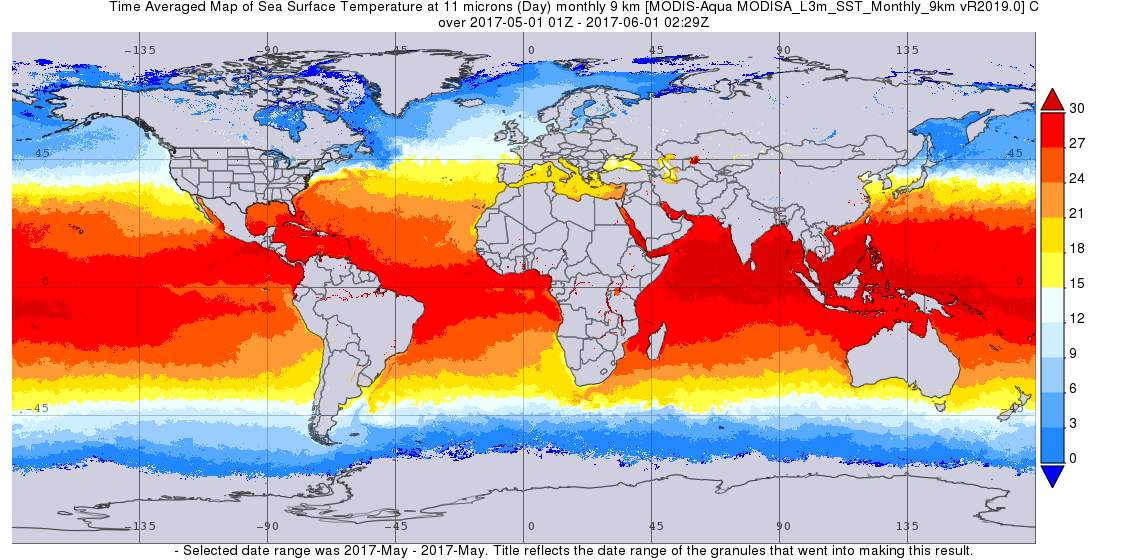 Time Averaged Map of Sea Surface Temperature at 11 microns (Day) monthly 9 km [MODIS-Aqua MODISA_L3m_SST_Monthly_9km vR2019.0] C
over 2017-05-01 01Z - 2017-06-01 02:29Z
-135 -90 -45 0 45 90 135
45 45
0 0
-45 -45
-135 -90 -45 0 45 90 135
30
27
24
21
18
15
12
9
6
3
0
- Selected date range was 2017-May - 2017-May. Title reflects the date range of the granules that went into making this result.